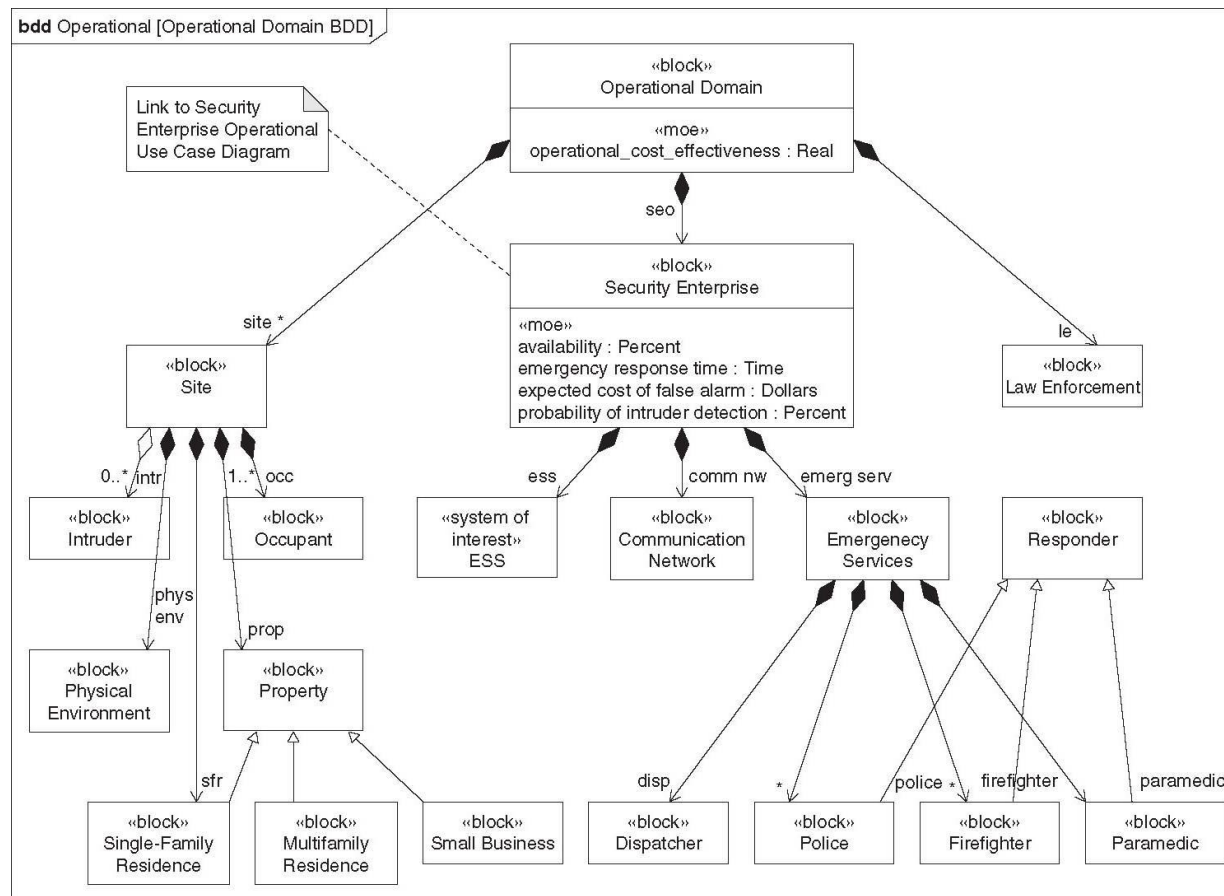 bdd Operational [Operational Domain BDD]
«block»
Operational Domain
«moe»
operational_cost_effectiveness : Real
Link to Security
Enterprise Operational
Use Case Diagram
seo
site *
le
«block»
Security Enterprise
«moe»
availability : Percent
emergency response time : Time
expected cost of false alarm : Dollars
probability of intruder detection : Percent
«block»
Site
«block»
Law Enforcement
0..* intr
1..* occ
ess
comm nw
emerg serv
«block»
Intruder
«block»
Occupant
«system of
interest»
ESS
«block»
Communication
Network
«block»
Emergenecy
Services
«block»
Responder
phys
env
prop
«block»
Physical
Environment
«block»
Property
sfr
disp
*
police *
firefighter
paramedic
«block»
Single-Family
Residence
«block»
Multifamily
Residence
«block»
Small Business
«block»
Dispatcher
«block»
Police
«block»
Firefighter
«block»
Paramedic